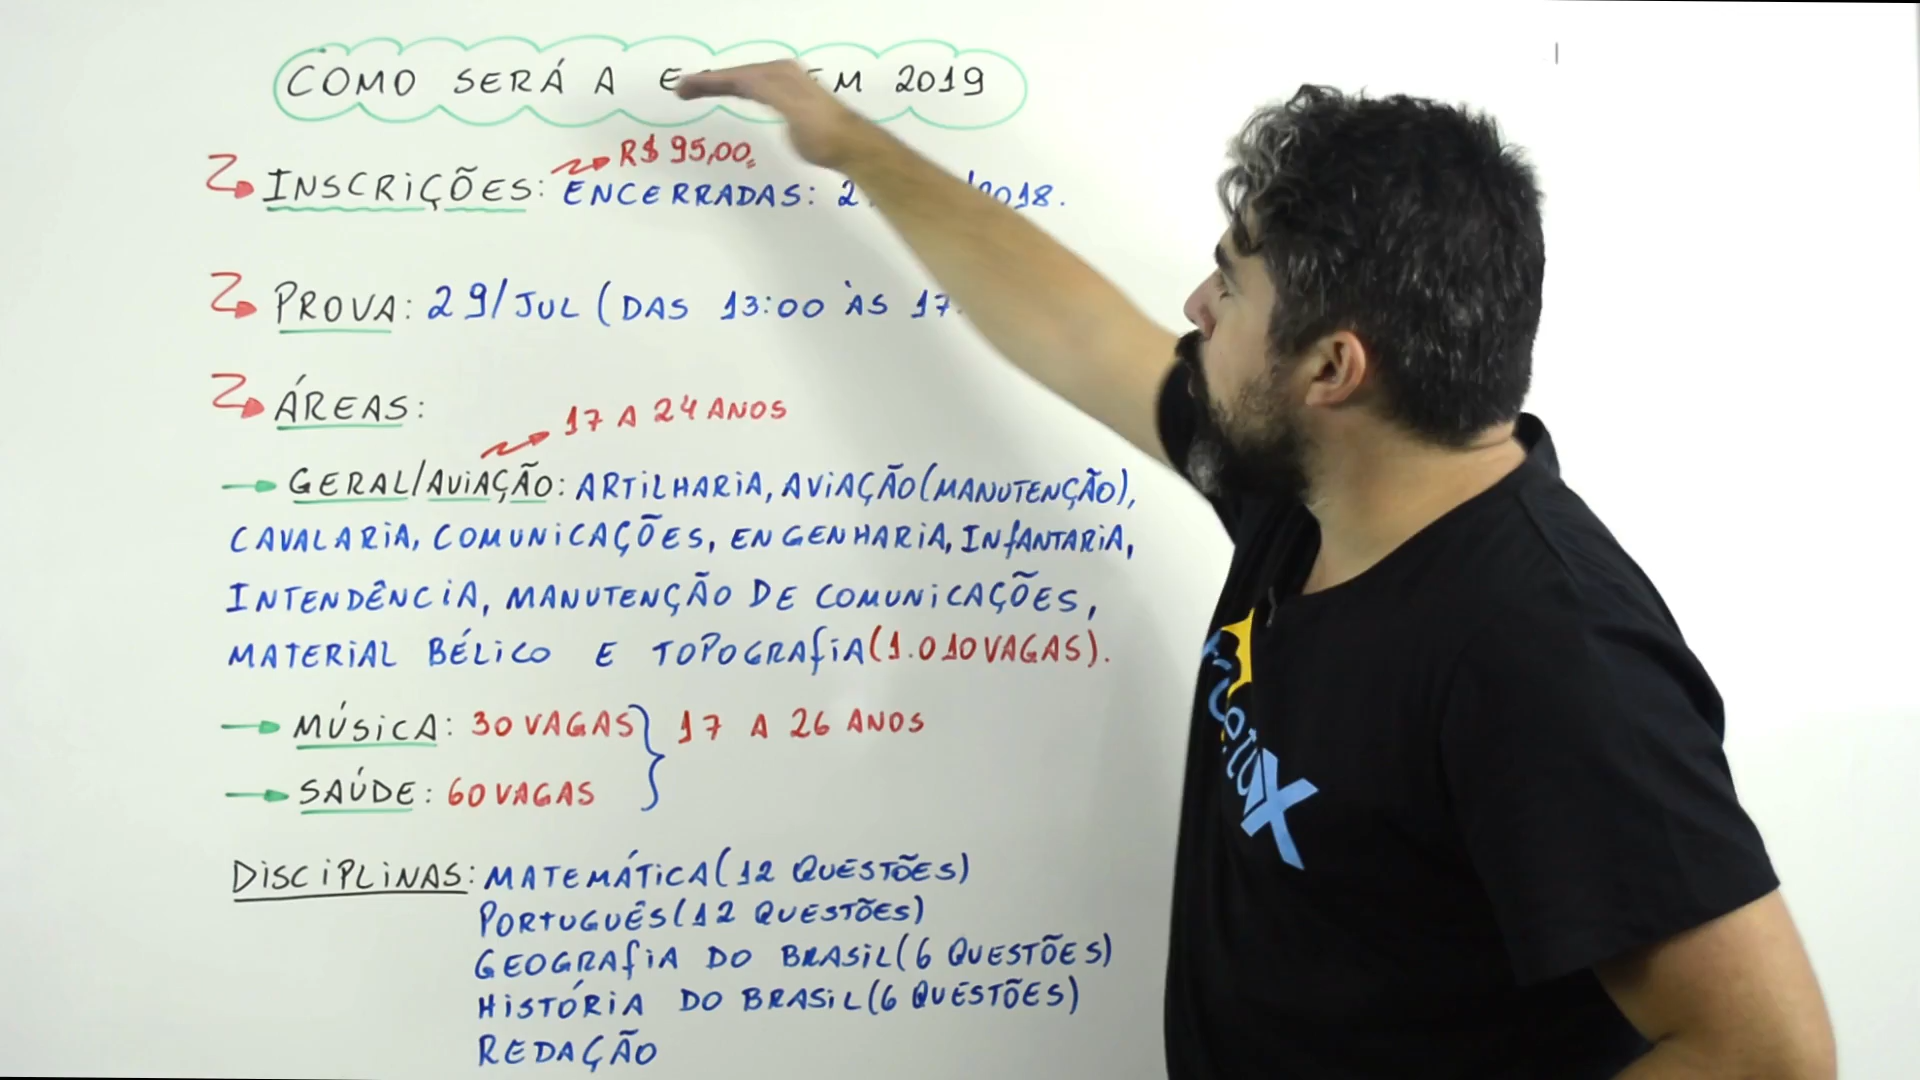 COMO SERÁ A EM 2019
R$ 95,00
INSCRIÇÕES: ENCERRADAS: 2018.
PROVA: 29/JUL (DAS 13:00 ÀS 17
ÁREAS:
17 A 24 ANOS
GERAL/AVIAÇÃO: ARTILHARIA, AVIAÇÃO (MANUTENÇÃO),
CAVALARIA, COMUNICAÇÕES, ENGENHARIA, INFANTARIA,
INTENDÊNCIA, MANUTENÇÃO DE COMUNICAÇÕES,
MATERIAL BÉLICO E TOPOGRAFIA (1.010 VAGAS).
MÚSICA: 30 VAGAS } 17 A 26 ANOS
SAÚDE: 60 VAGAS
DISCIPLINAS: MATEMÁTICA (12 QUESTÕES)
PORTUGUÊS (12 QUESTÕES)
GEOGRAFIA DO BRASIL (6 QUESTÕES)
HISTÓRIA DO BRASIL (6 QUESTÕES)
REDAÇÃO